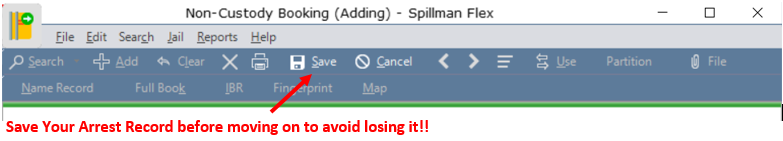 Non-Custody Booking (Adding) - Spillman Flex
File Edit Search Jail Reports Help
Search Add Clear Save Cancel Use Partition File
Name Record Full Book IBR Fingerprint Map
Save Your Arrest Record before moving on to avoid losing it!!